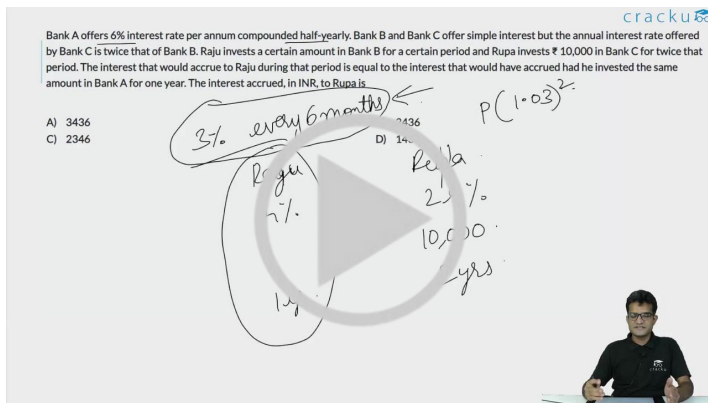 cracku
Bank A offers 6% interest rate per annum compounded half-yearly. Bank B and Bank C offer simple interest but the annual interest rate offered
by Bank C is twice that of Bank B. Raju invests a certain amount in Bank B for a certain period and Rupa invests ₹ 10,000 in Bank C for twice that
period. The interest that would accrue to Raju during that period is equal to the interest that would have accrued had he invested the same
amount in Bank A for one year. The interest accrued, in INR, to Rupa is
A) 3436
2436
C) 2346
D) 14
3% every 6 months
P(1.03)²
10,000
yrs